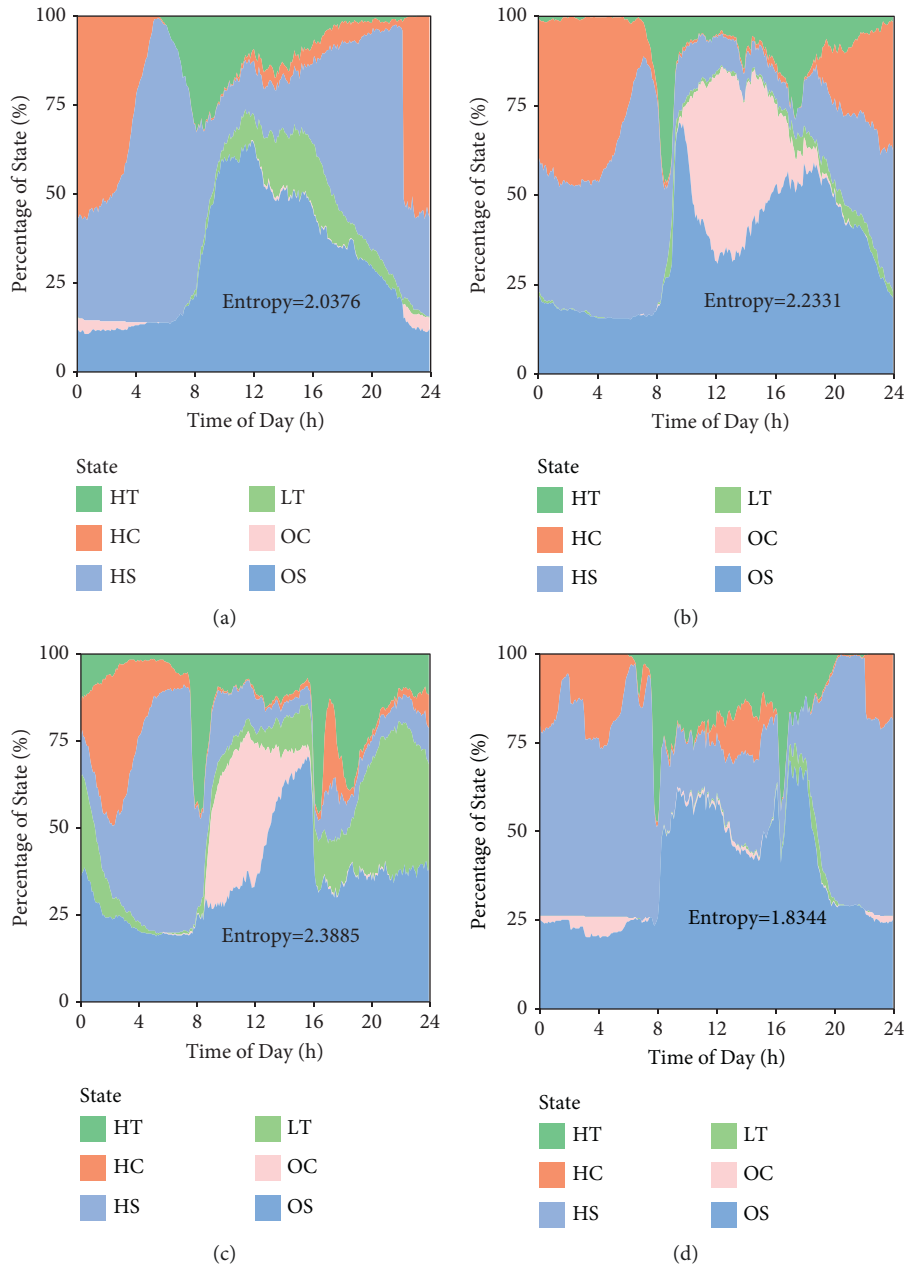 100
75
50
25
0
Percentage of State (%)
Entropy=2.0376
0 4 8 12 16 20 24
Time of Day (h)
State
HT LT
HC OC
HS OS
(a)
100
75
50
25
0
Percentage of State (%)
Entropy=2.2331
0 4 8 12 16 20 24
Time of Day (h)
State
HT LT
HC OC
HS OS
(b)
100
75
50
25
0
Percentage of State (%)
Entropy=2.3885
0 4 8 12 16 20 24
Time of Day (h)
State
HT LT
HC OC
HS OS
(c)
100
75
50
25
0
Percentage of State (%)
Entropy=1.8344
0 4 8 12 16 20 24
Time of Day (h)
State
HT LT
HC OC
HS OS
(d)